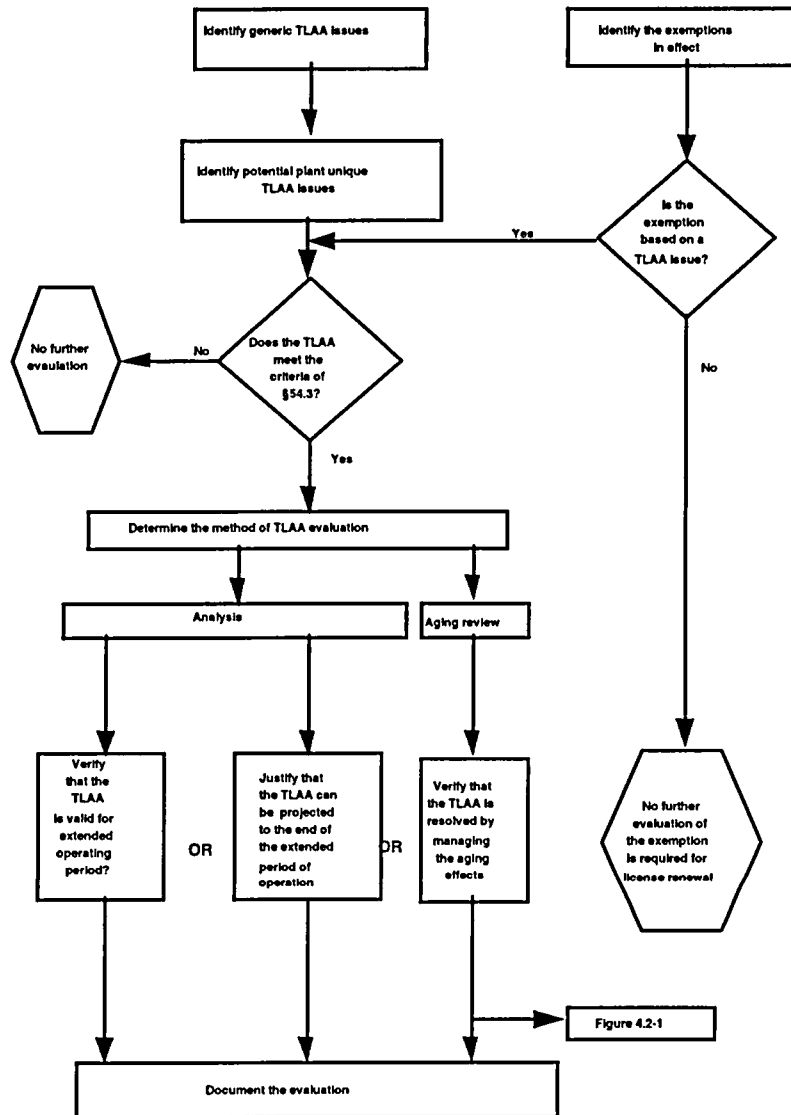 Identify generic TLAA issues
Identify the exemptions
in effect
Identify potential plant unique
TLAA issues
Is the
exemption
based on a
TLAA issue?
Yes
No further
evaulation
No
Does the TLAA
meet the
criteria of
§54.3?
No
Yes
Determine the method of TLAA evaluation
Analysis
Aging review
Verify
that the
TLAA
is valid for
extended
operating
period?
OR
Justify that
the TLAA can
be projected
to the end of
the extended
period of
operation
OR
Verify that
the TLAA is
resolved by
managing
the aging
effects
No further
evaluation of
the exemption
is required for
license renewal
Figure 4.2-1
Document the evaluation